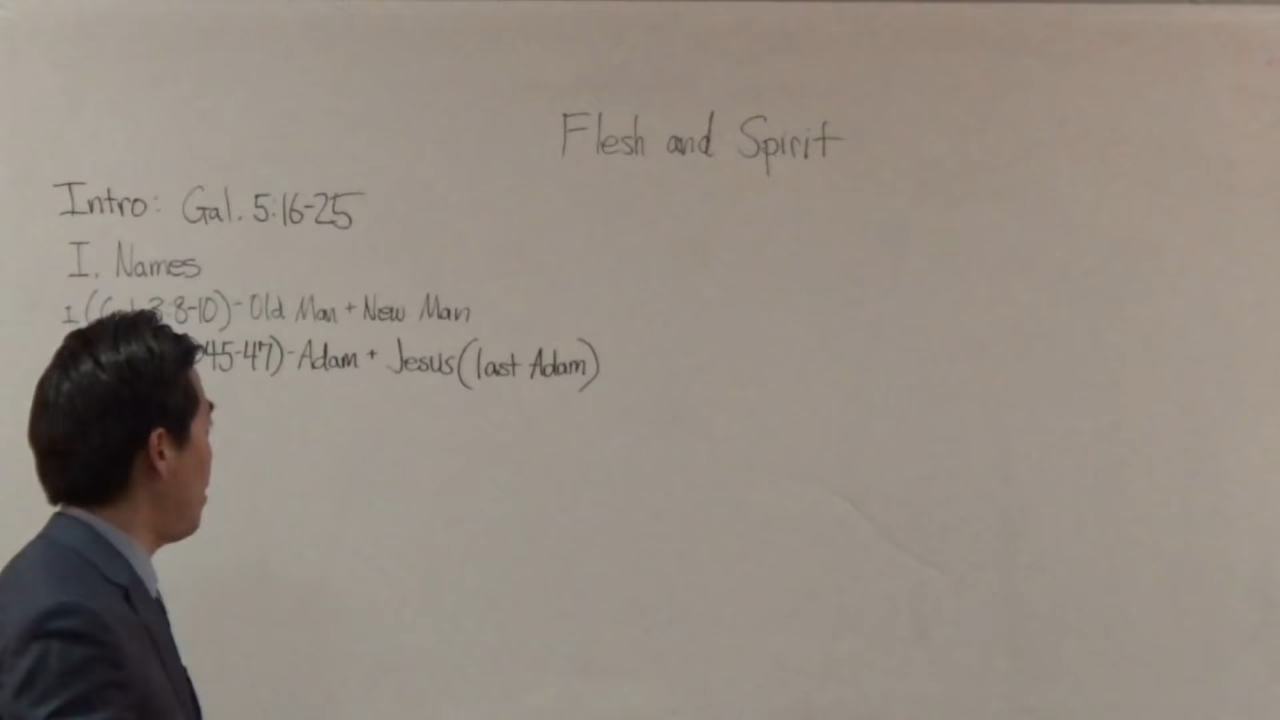 Flesh and Spirit
Intro: Gal. 5:16-25
I. Names
1 3:8-10)-Old Man + New Man
45-47)-Adam + Jesus (last Adam)